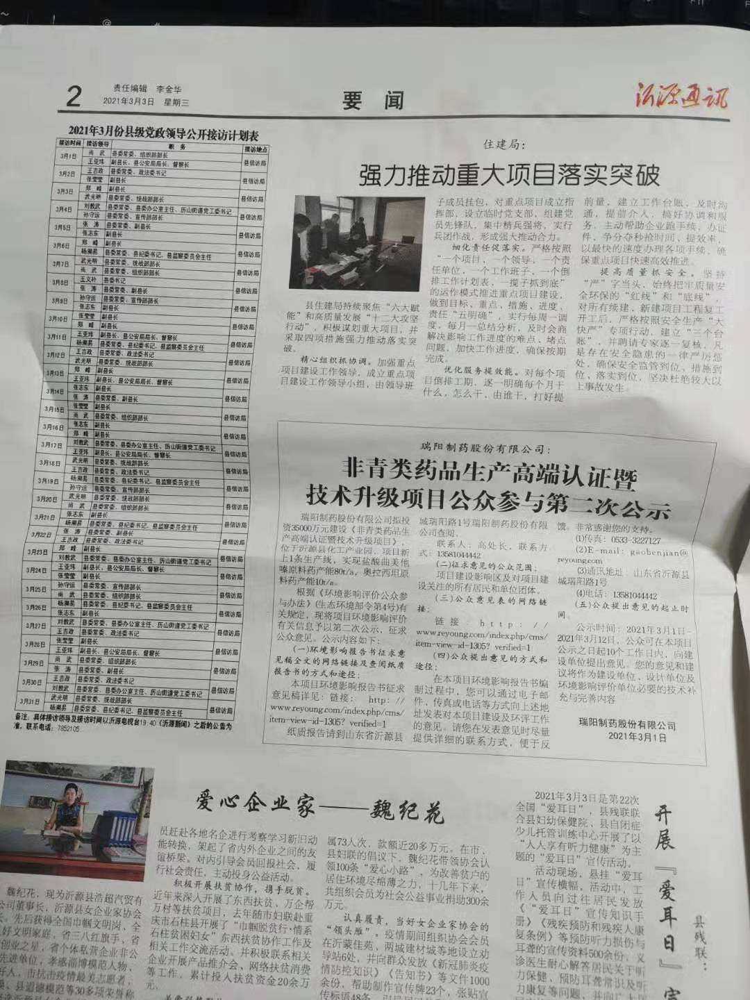 2
责任编辑 李金华
2021年3月3日 星期三
要 闻
沂源通讯
2021年3月份县级党政领导公开接访计划表
接访时间 接访领导 职 务 接访地点
3月1日 尚 武 县委常委、组织部部长 县信访局
王亚玮 副县长、县公安局局长、督察长
3月2日 王吉政 县委常委、政法委书记 县信访局
张莹莹 副县长
3月3日 郑 峰 副县长 县信访局
武光明 县委常委、统战部部长
3月4日 刘教武 县委常委、县委办公室主任、历山街道党工委书记 县信访局
孙守运 县委常委、宣传部部长
3月5日 张 涛 县委常委、副县长 县信访局
张志东 副县长
3月6日 郑 峰 副县长 县信访局
杨溯易 县委常委、县纪委书记、县监察委员会主任
3月7日 武光明 县委常委、统战部部长 县信访局
尚 武 县委常委、组织部部长
3月8日 王义朴 县委书记 县信访局
张 涛 县委常委、副县长
3月9日 孙守运 县委常委、宣传部部长 县信访局
张志东 副县长
3月10日 张莹莹 副县长 县信访局
郑 峰 副县长
3月11日 王亚玮 副县长、县公安局局长、督察长 县信访局
杨溯易 县委常委、县纪委书记、县监察委员会主任
3月12日 王吉政 县委常委、政法委书记 县信访局
武光明 县委常委、统战部部长
3月13日 郑 峰 副县长 县信访局
王亚玮 副县长、县公安局局长、督察长
3月14日 张志东 副县长 县信访局
张 涛 县委常委、副县长
3月15日 张莹莹 副县长 县信访局
尚 武 县委常委、组织部部长
3月16日 张志东 副县长 县信访局
郑 峰 副县长
3月17日 刘教武 县委常委、县委办公室主任、历山街道党工委书记 县信访局
王亚玮 副县长、县公安局局长、督察长
3月18日 武光明 县委常委、统战部部长 县信访局
王吉政 县委常委、政法委书记
3月19日 杨溯易 县委常委、县纪委书记、县监察委员会主任 县信访局
孙守运 县委常委、宣传部部长
3月20日 武光明 县委常委、统战部部长 县信访局
尚 武 县委常委、组织部部长
3月21日 张志东 副县长 县信访局
杨溯易 县委常委、县纪委书记、县监察委员会主任
3月22日 张 涛 县委常委、副县长 县信访局
王吉政 县委常委、政法委书记
3月23日 郑 峰 副县长 县信访局
刘教武 县委常委、县委办公室主任、历山街道党工委书记
3月24日 王亚玮 副县长、县公安局局长、督察长 县信访局
张莹莹 副县长
3月25日 孙守运 县委常委、宣传部部长 县信访局
尚 武 县委常委、组织部部长
3月26日 杨溯易 县委常委、县纪委书记、县监察委员会主任 县信访局
张志东 副县长
3月27日 刘教武 县委常委、县委办公室主任、历山街道党工委书记 县信访局
王吉政 县委常委、政法委书记
3月28日 张莹莹 副县长 县信访局
王亚玮 副县长、县公安局局长、督察长
3月29日 尚 武 县委常委、组织部部长 县信访局
张 涛 县委常委、副县长
3月30日 王吉政 县委常委、政法委书记 县信访局
刘教武 县委常委、县委办公室主任、历山街道党工委书记
3月31日 武光明 县委常委、统战部部长 县信访局
杨溯易 县委常委、县纪委书记、县监察委员会主任
备注：具体接访领导及接访时间以沂源电视台19:40《沂源新闻》之后的公告为
准。联系电话：7852105
住建局：
强力推动重大项目落实突破
县住建局持续聚焦“六大赋
能”和高质量发展“十二大攻坚
行动”，积极谋划重大项目，并
采取四项措施强力推动落实突
破。
精心组织抓协调。加强重点
项目建设工作领导，成立重点项
目建设工作领导小组，由领导班
子成员挂包，对重点项目成立指
挥部，设立临时党支部，组建党
员先锋队，集中精兵强将，实行
兵团作战，形成强大推动合力。
细化责任促落实。严格按照
“一个项目，一个领导，一个责
任单位，一个工作班子，一个倒
排工作计划表，一揽子抓到底”
的运作模式推进重点项目建设，
做到目标、重点、措施、进度、
责任“五明确”，实行每周一调
度，每月一总结分析，及时会商
解决影响工作进度的难点、堵点
问题，加快工作进度，确保按期
完成。
优化服务提效能。对每个项
目倒排工期，逐一明确每个月干
什么，怎么干，由谁干，打好提
前量，建立工作台账，及时沟
通，提前介入，搞好协调和服
务，主动帮助企业跑手续，办证
件，争分夺秒抢时间、提效率，
以最快的速度办理各项手续，确
保重点项目快速高效推进。
提高质量抓安全。坚持
“严”字当头，始终把牢质量安
全环保的“红线”和“底线”，
对所有续建，新建项目工程复工
开工后，严格按照安全生产“大
快严”专项行动，建立“三个台
账”，并聘请专家逐一复核，凡
是存在安全隐患的一律严厉惩
处，确保安全监管到位、措施到
位、落实到位，坚决杜绝较大以
上事故发生。
瑞阳制药股份有限公司：
非青类药品生产高端认证暨
技术升级项目公众参与第二次公示
瑞阳制药股份有限公司拟投
资35000万元建设《非青类药品生
产高端认证暨技术升级项目》，
位于沂源县化工产业园，项目新
上1条生产线，实现盐酸曲美他
嗪原料药产能80t/a，奥拉西坦原
料药产能10t/a。
根据《环境影响评价公众参
与办法》(生态环境部令第4号)有
关规定，现将项目环境影响评价
有关信息予以第二次公示，征求
公众意见。公示内容如下：
(一)环境影响报告书征求意
见稿全文的网络链接及查阅纸质
报告书的方式和途径：
本项目环境影响报告书征求
意见稿详见：链接： http: //
www.reyoung.com/index.php/cms/
item-view-id-1305? verified=1
纸质报告请到山东省沂源县
城瑞阳路1号瑞阳制药股份有限
公司查阅。
联系人：高处长，联系方
式：13581044442
(二)征求意见的公众范围：
项目建设影响区及对项目建
设关注的所有居民和单位团体。
(三)公众意见表的网络链
接：
链接：http: //
www.reyoung.com/index.php/cms/
item-view-id-1305? verified=1
(四)公众提出意见的方式和
途径：
在本项目环境影响报告书编
制过程中，您可以通过电子邮
件，传真或电话等方式向上述地
址发表对本项目建设及环评工作
的意见。请您在发表意见时尽量
提供详细的联系方式，便于反
馈。非常感谢您的支持。
(1)传真：0533-3227127
(2)E-mail：gaobenjian@
reyoung.com
(3)通讯地址：山东省沂源县
城瑞阳路1号
(4)电话：13581044442
(五)公众提出意见的起止时
间
公示时间：2021年3月1日-
2021年3月12日，公众可在本项目
公示之日起10个工作日内，向建
设单位提出意见。您的意见和建
议将作为建设单位、设计单位及
环境影响评价单位必要的技术补
充与完善内容
瑞阳制药股份有限公司
2021年3月1日
爱心企业家——魏纪花
魏纪花，现为沂源县浩超汽贸有
公司董事长，沂源县女企业家协会
先后获得全国巾帼文明岗、全
好文明家庭，省三八红旗手、省
创业之星，省个体私营企业非公
先进单位，孝感淄博模范人物、
市抗击疫情最美志愿者，
县道德模范等30多项荣誉称
员赴赴各地名企进行考察学习新旧动
能转换，架起了省内外企业之间的友
谊桥梁。对内引导会员回报社会，履
行社会责任，主动投身公益活动。
积极开展扶贫协作，携手脱贫。
近年来深入开展了东西扶贫、万企帮
万村等扶贫项目，去年随市妇联赴重
庆市石柱县开展了“巾帼脱贫行·情系
石柱贫困妇女”东西扶贫协作工作及
相关工作交流活动。并积极联系相关
企业开展产品推介会、网络扶贫消费
等工作，累计投入扶贫资金20余万
元。
属73人次，款额近20多万元。在市、
县妇联的倡议下，魏纪花带领协会认
领100条“爱心小路”，为改善贫户的
居住环境尽绵薄之力，十几年下来，
共组织会员为社会公益事业捐助300余
万元。
认真履责，当好女企业家协会的
“领头雁”。疫情期间组织协会会员
在沂蒙佳苑、两城建材城等地设立劝
导站6处，并向群众发放《新冠肺炎疫
情防控知识》《告知书》等文件1000
余份，帮助制作宣传牌23个，张贴宣
传标语48条
2021年3月3日是第22次
全国“爱耳日”，县残联联
合县妇幼保健院、县自闭症
少儿托管训练中心开展了以
“人人享有听力健康”为主
题的“爱耳日”宣传活动。
活动现场，悬挂“爱耳
日”宣传横幅，活动中，工
作人员向过往居民发放
《“爱耳日”宣传知识手
册》《残疾预防和残疾人康
复条例》等预防听力损伤与
耳聋的宣传资料500余份，义
诊医生耐心解答居民关于听
力保健，预防耳聋常识及听
力康复等问题
开展『爱耳日』宣
县残联：